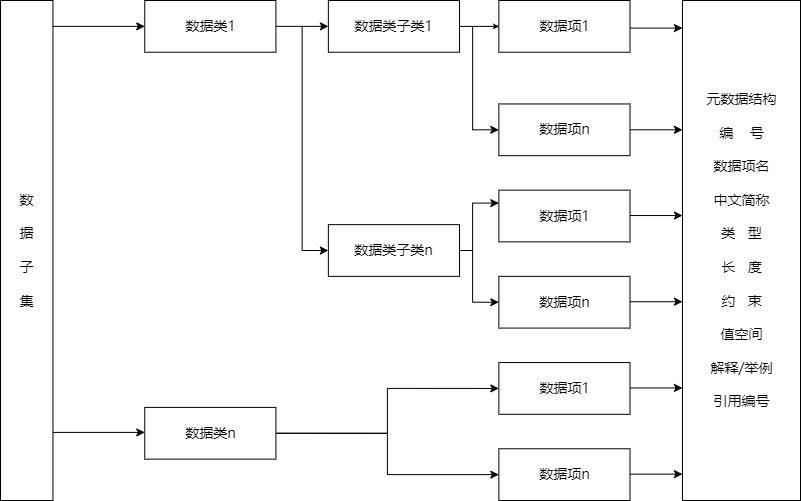 数
据
子
集
数据类1
数据类子类1
数据项1
数据项n
数据类子类n
数据项1
数据项n
数据类n
数据项1
数据项n
元数据结构
编 号
数据项名
中文简称
类 型
长 度
约 束
值空间
解释/举例
引用编号